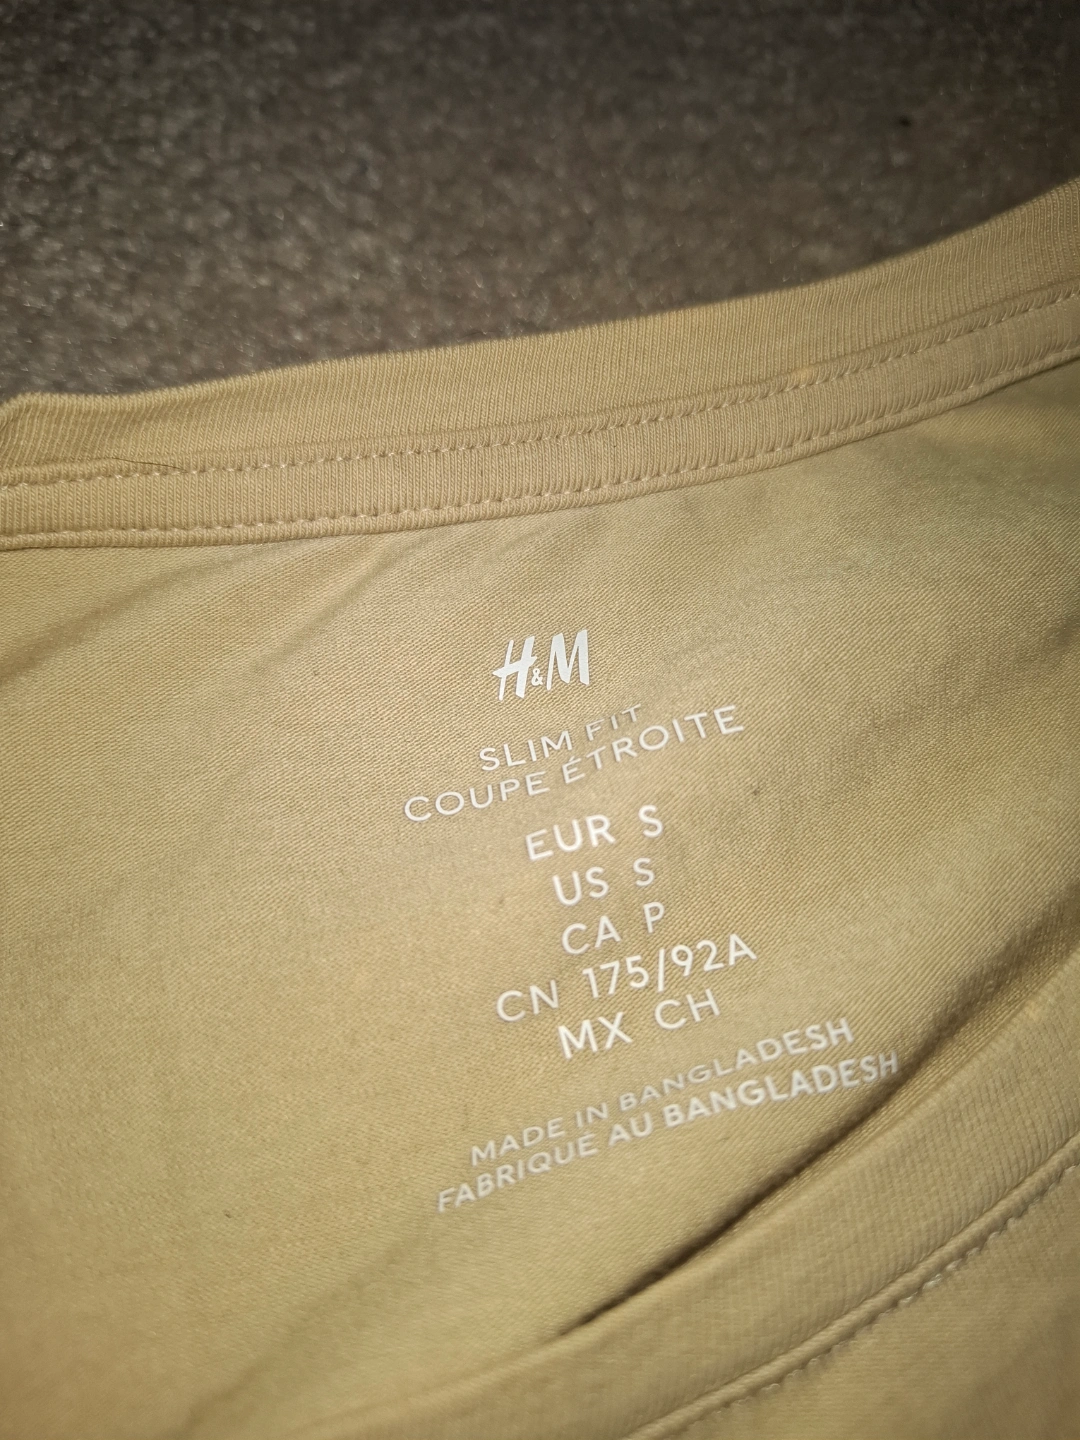 H&M
SLIM FIT
COUPE ÉTROITE
EUR S
US S
CA P
CN 175/92A
MX CH
MADE IN BANGLADESH
FABRIQUÉ AU BANGLADESH